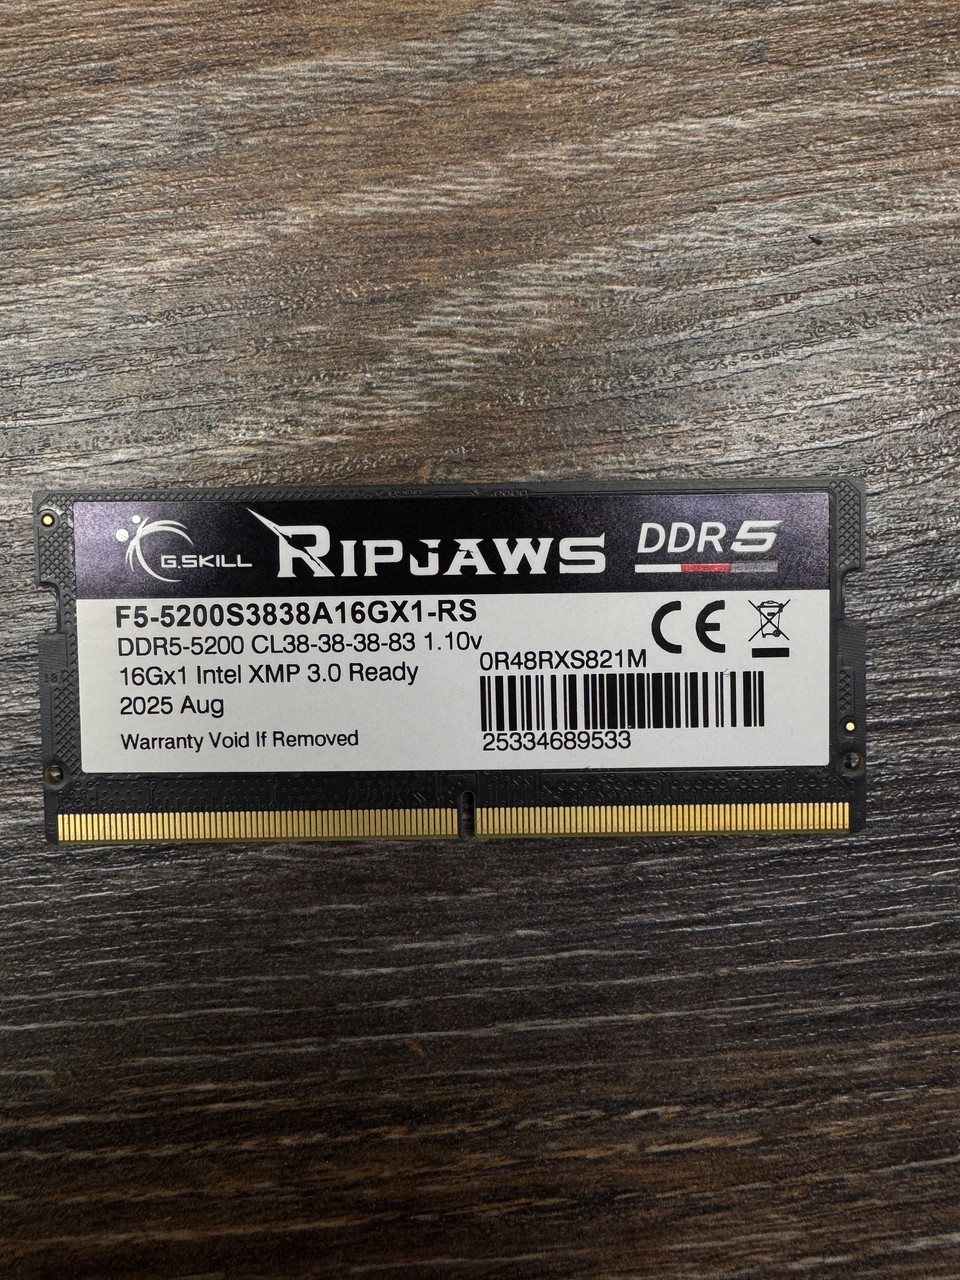 G.SKILL RIPJAWS DDR5
F5-5200S3838A16GX1-RS
DDR5-5200 CL38-38-38-83 1.10v
16Gx1 Intel XMP 3.0 Ready
2025 Aug
Warranty Void If Removed
CE
0R48RXS821M
25334689533